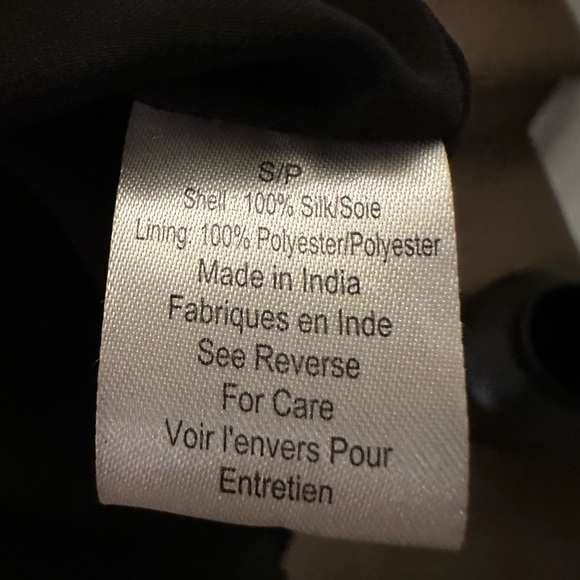 S/P
Shell : 100% Silk/Soie
Lining: 100% Polyester/Polyester
Made in India
Fabriques en Inde
See Reverse
For Care
Voir l'envers Pour
Entretien